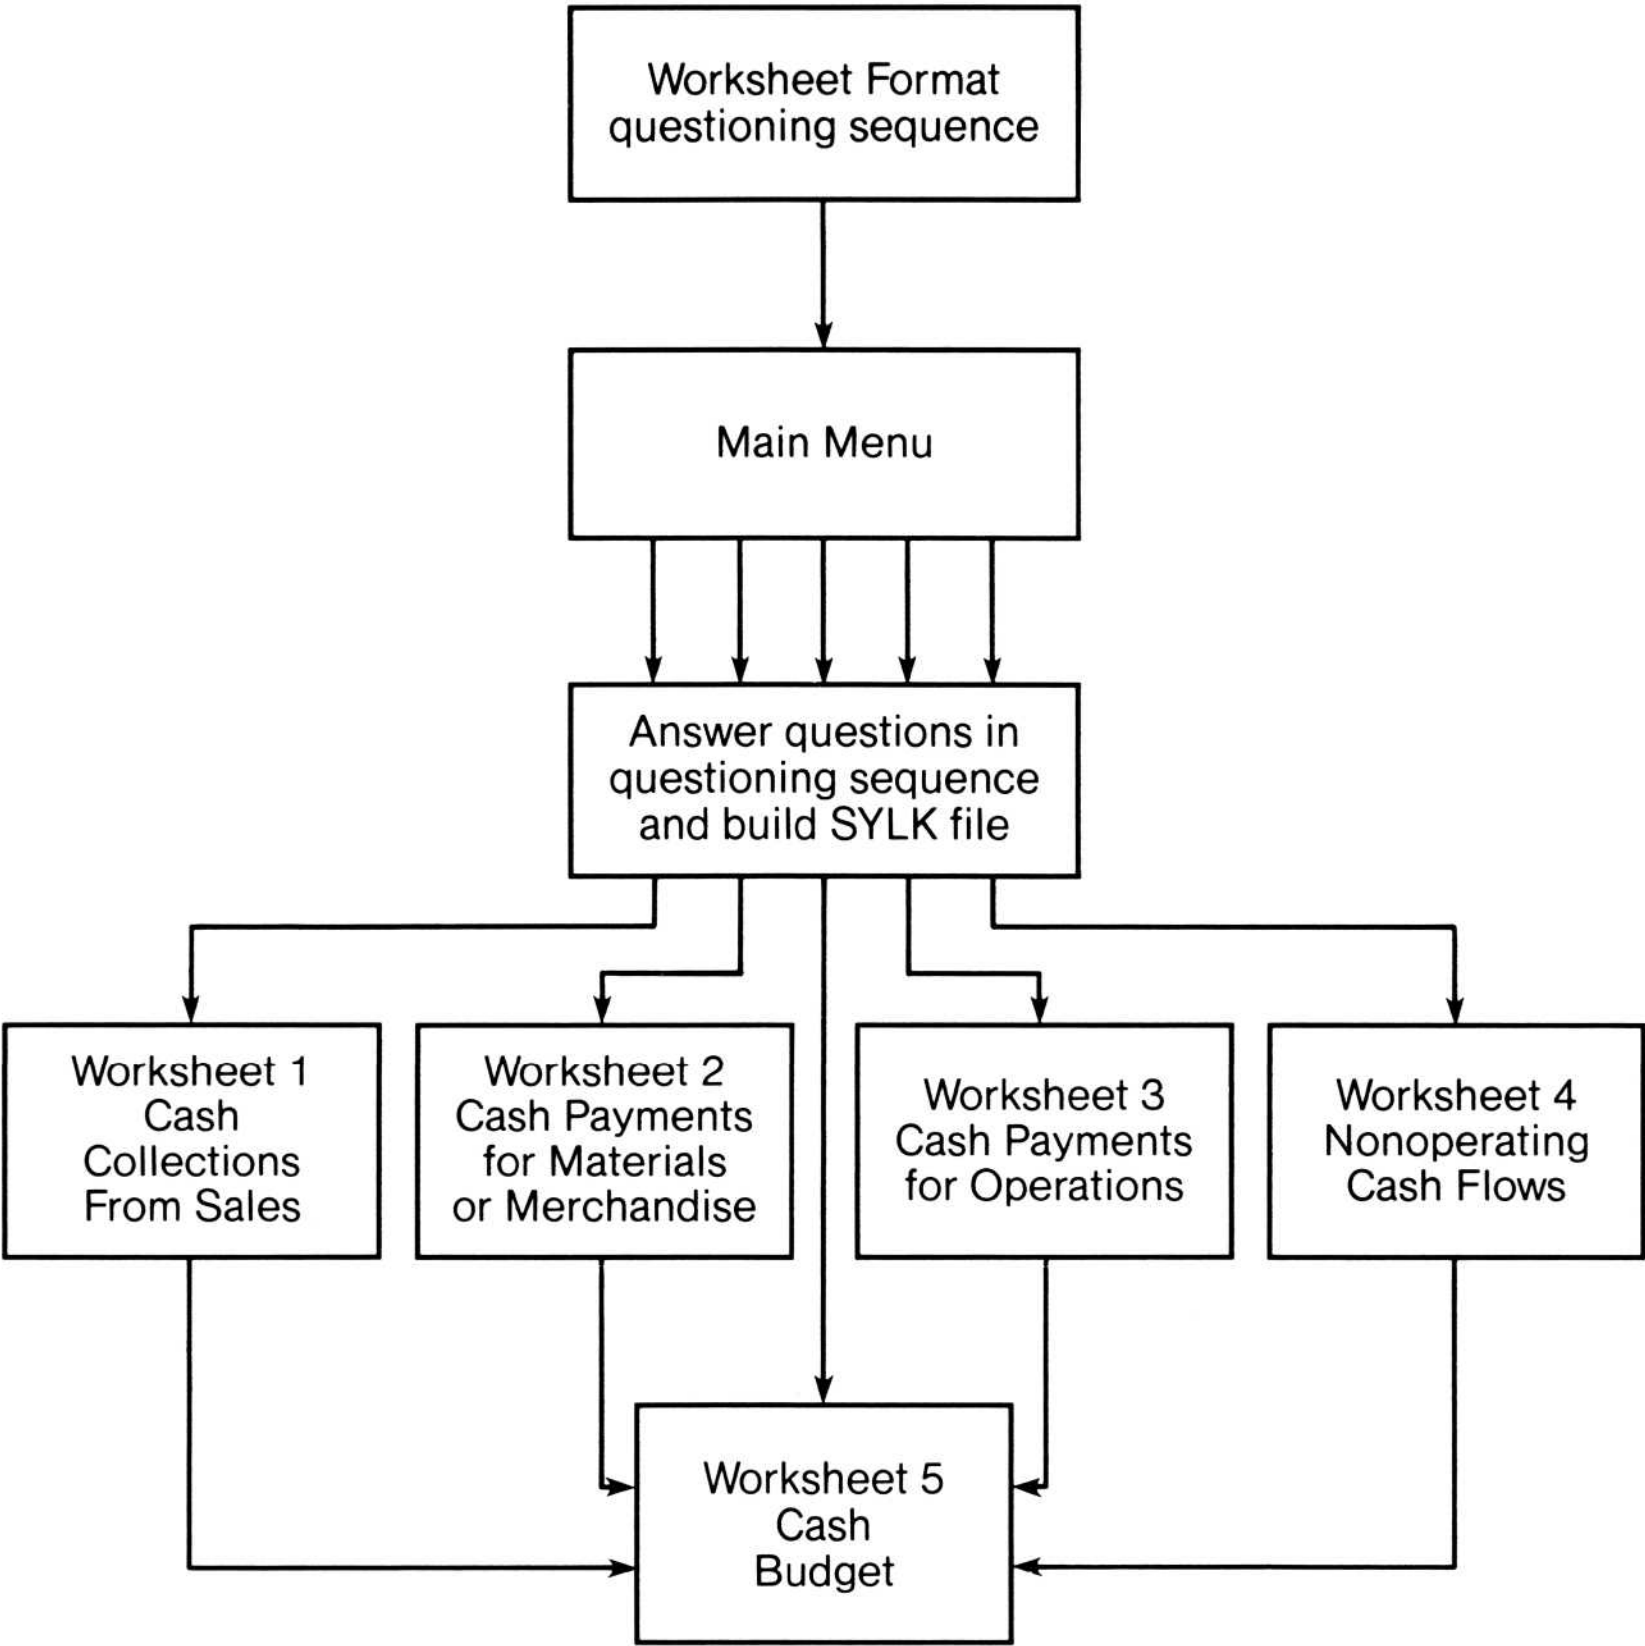 Worksheet Format
questioning sequence
Main Menu
Answer questions in
questioning sequence
and build SYLK file
Worksheet 1
Cash
Collections
From Sales
Worksheet 2
Cash Payments
for Materials
or Merchandise
Worksheet 3
Cash Payments
for Operations
Worksheet 4
Nonoperating
Cash Flows
Worksheet 5
Cash
Budget